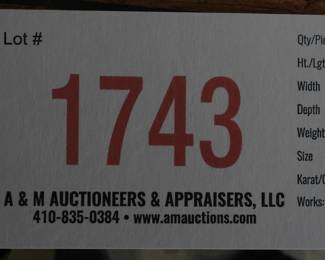 Lot #
1743
A & M AUCTIONEERS & APPRAISERS, LLC
410-835-0384 • www.amauctions.com
Qty/Pie
Ht./Lgt
Width
Depth
Weight
Size
Karat/
Works: